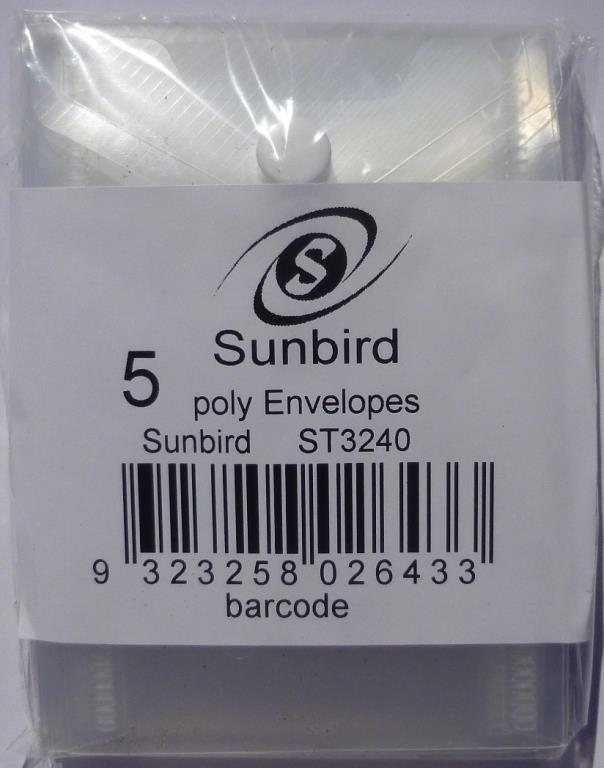 S
Sunbird
5
poly Envelopes
Sunbird ST3240
9 323258 026433
barcode